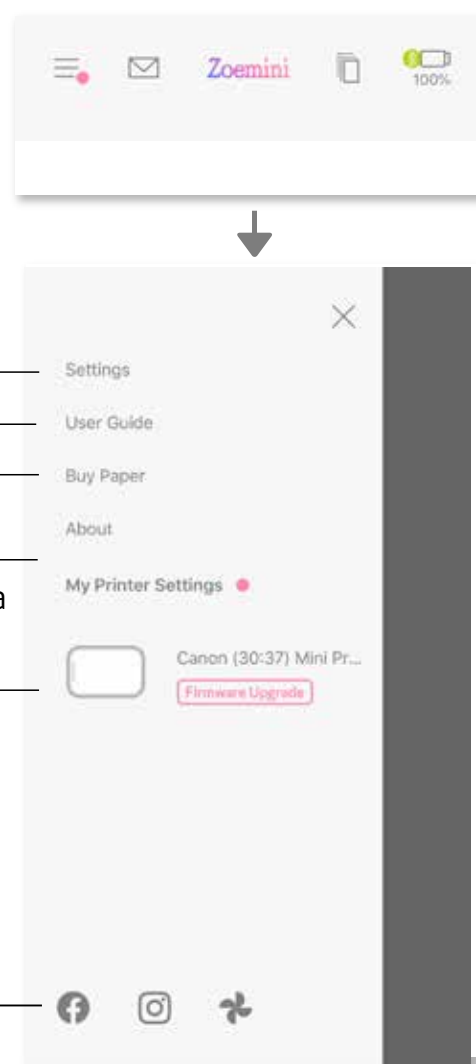 Zoemini
100%
Settings
User Guide
Buy Paper
About
My Printer Settings
a
Canon (30:37) Mini Pr...
Firmware Upgrade